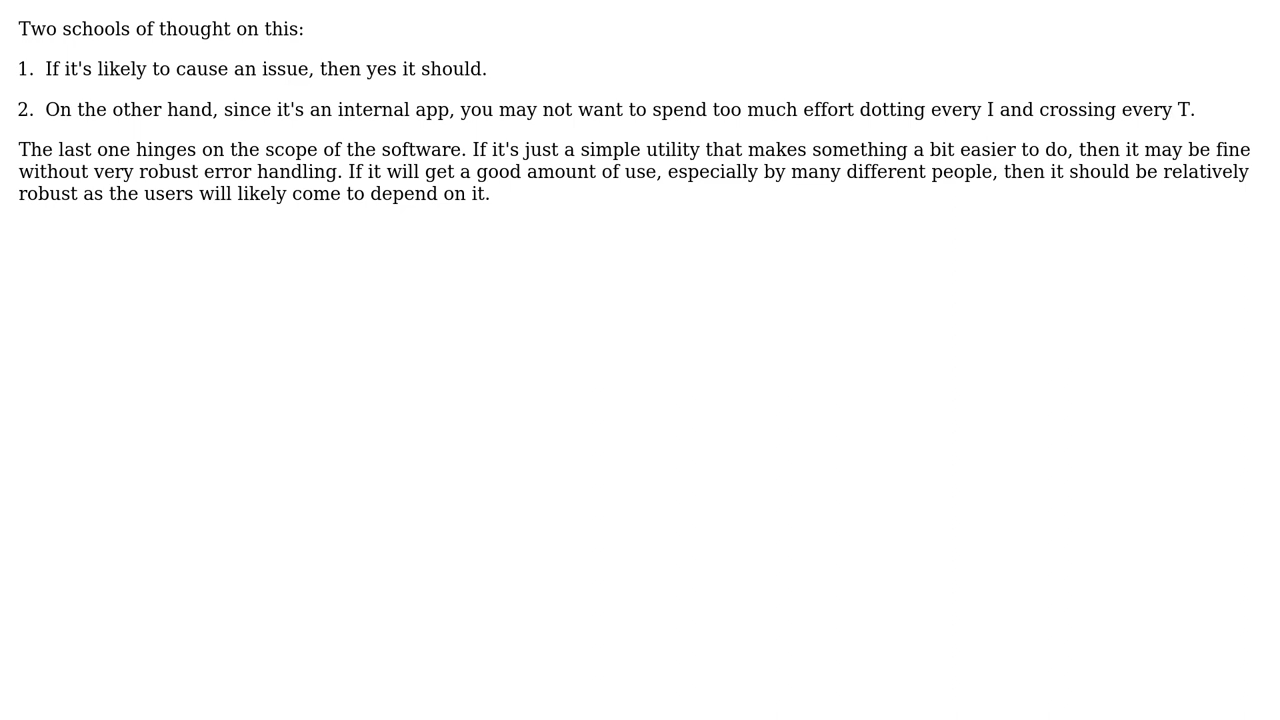 Two schools of thought on this:
1. If it's likely to cause an issue, then yes it should.
2. On the other hand, since it's an internal app, you may not want to spend too much effort dotting every I and crossing every T.
The last one hinges on the scope of the software. If it's just a simple utility that makes something a bit easier to do, then it may be fine
without very robust error handling. If it will get a good amount of use, especially by many different people, then it should be relatively
robust as the users will likely come to depend on it.